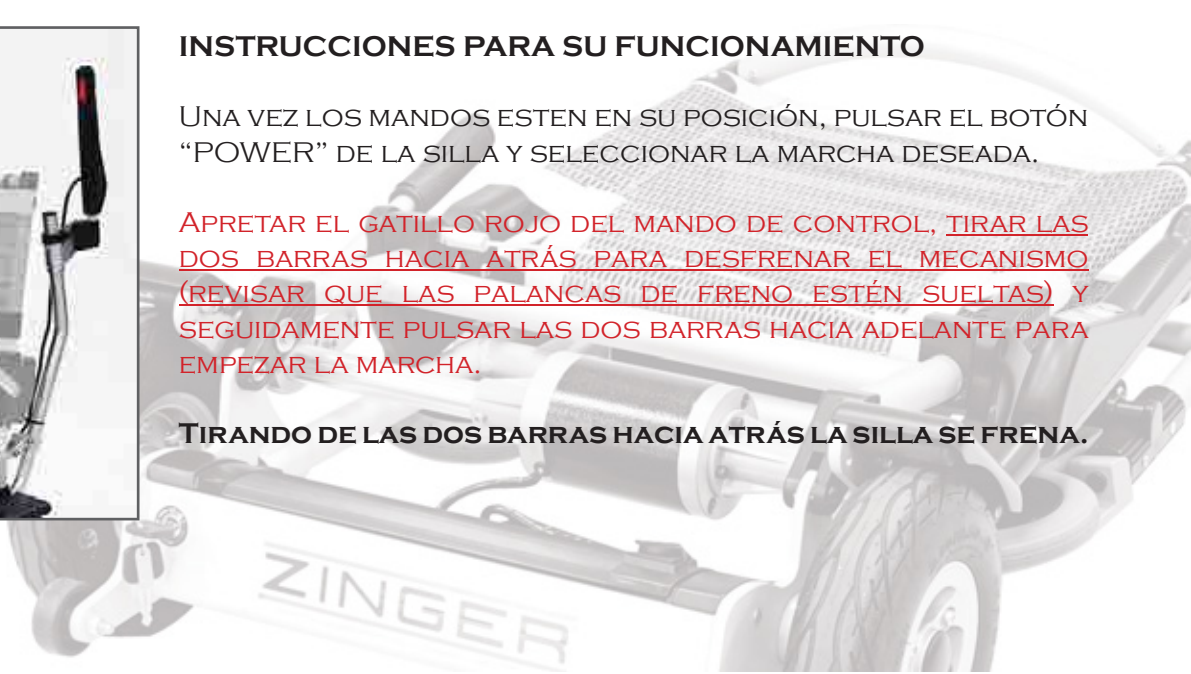 INSTRUCCIONES PARA SU FUNCIONAMIENTO
UNA VEZ LOS MANDOS ESTEN EN SU POSICIÓN, PULSAR EL BOTÓN
“POWER” DE LA SILLA Y SELECCIONAR LA MARCHA DESEADA.
APRETAR EL GATILLO ROJO DEL MANDO DE CONTROL, TIRAR LAS
DOS BARRAS HACIA ATRÁS PARA DESFRENAR EL MECANISMO
(REVISAR QUE LAS PALANCAS DE FRENO ESTÉN SUELTAS) Y
SEGUIDAMENTE PULSAR LAS DOS BARRAS HACIA ADELANTE PARA
EMPEZAR LA MARCHA.
TIRANDO DE LAS DOS BARRAS HACIA ATRÁS LA SILLA SE FRENA.
ZINGER